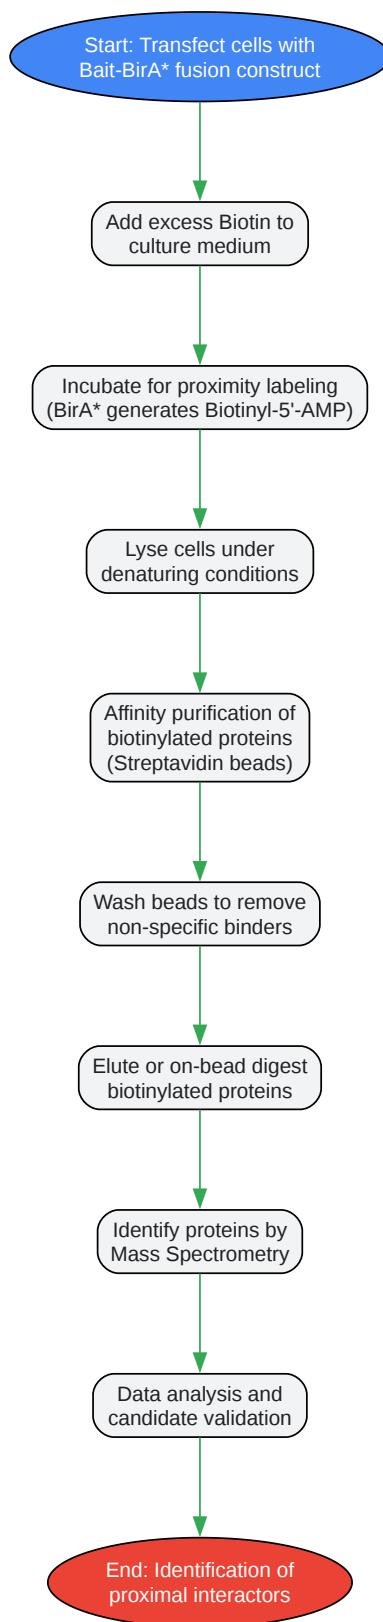 Start: Transfect cells with
Bait-BirA* fusion construct
Add excess Biotin to
culture medium
Incubate for proximity labeling
(BirA* generates Biotinyl-5'-AMP)
Lyse cells under
denaturing conditions
Affinity purification of
biotinylated proteins
(Streptavidin beads)
Wash beads to remove
non-specific binders
Elute or on-bead digest
biotinylated proteins
Identify proteins by
Mass Spectrometry
Data analysis and
candidate validation
End: Identification of
proximal interactors